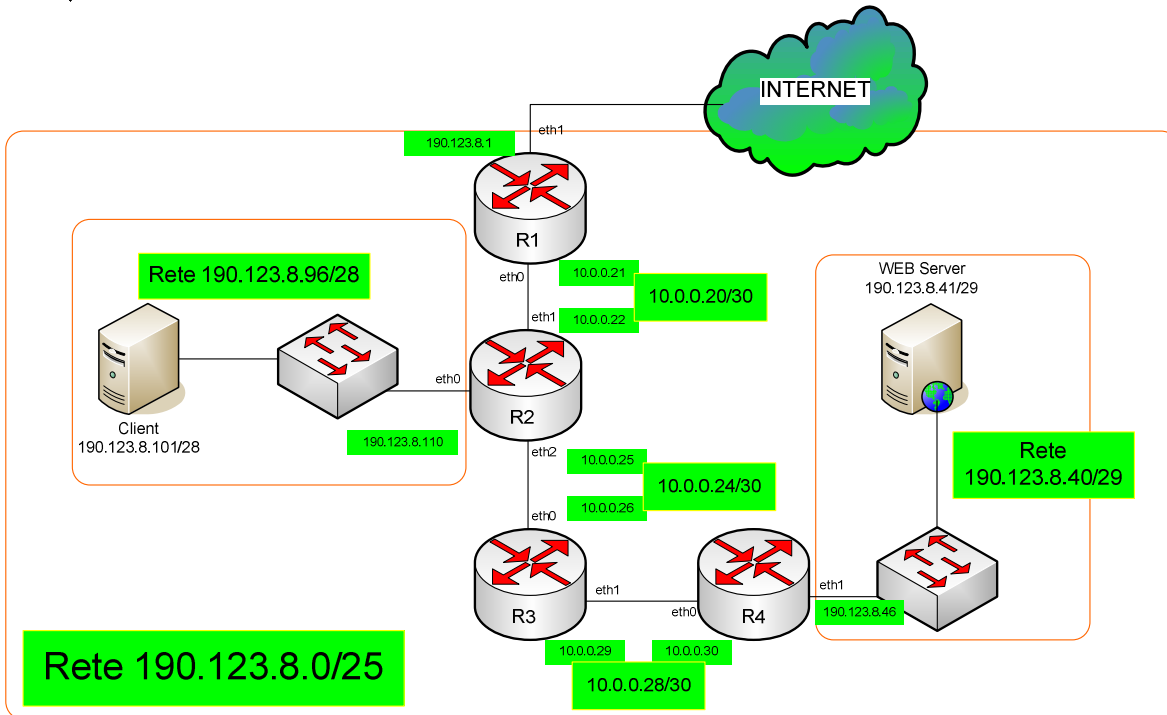 INTERNET
eth1
190.123.8.1
R1
Rete 190.123.8.96/28
eth0
10.0.0.21
10.0.0.20/30
eth1
10.0.0.22
WEB Server
190.123.8.41/29
eth0
R2
Client
190.123.8.101/28
190.123.8.110
eth2
10.0.0.25
10.0.0.24/30
eth0
10.0.0.26
Rete
190.123.8.40/29
R3
eth1
eth0
R4
eth1
190.123.8.46
10.0.0.29
10.0.0.30
10.0.0.28/30
Rete 190.123.8.0/25